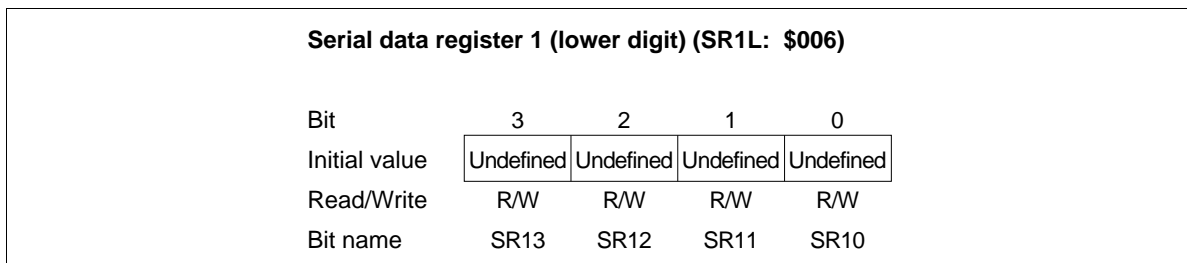 Serial data register 1 (lower digit) (SR1L: $006)
Bit 3 2 1 0
Initial value Undefined Undefined Undefined Undefined
Read/Write R/W R/W R/W R/W
Bit name SR13 SR12 SR11 SR10